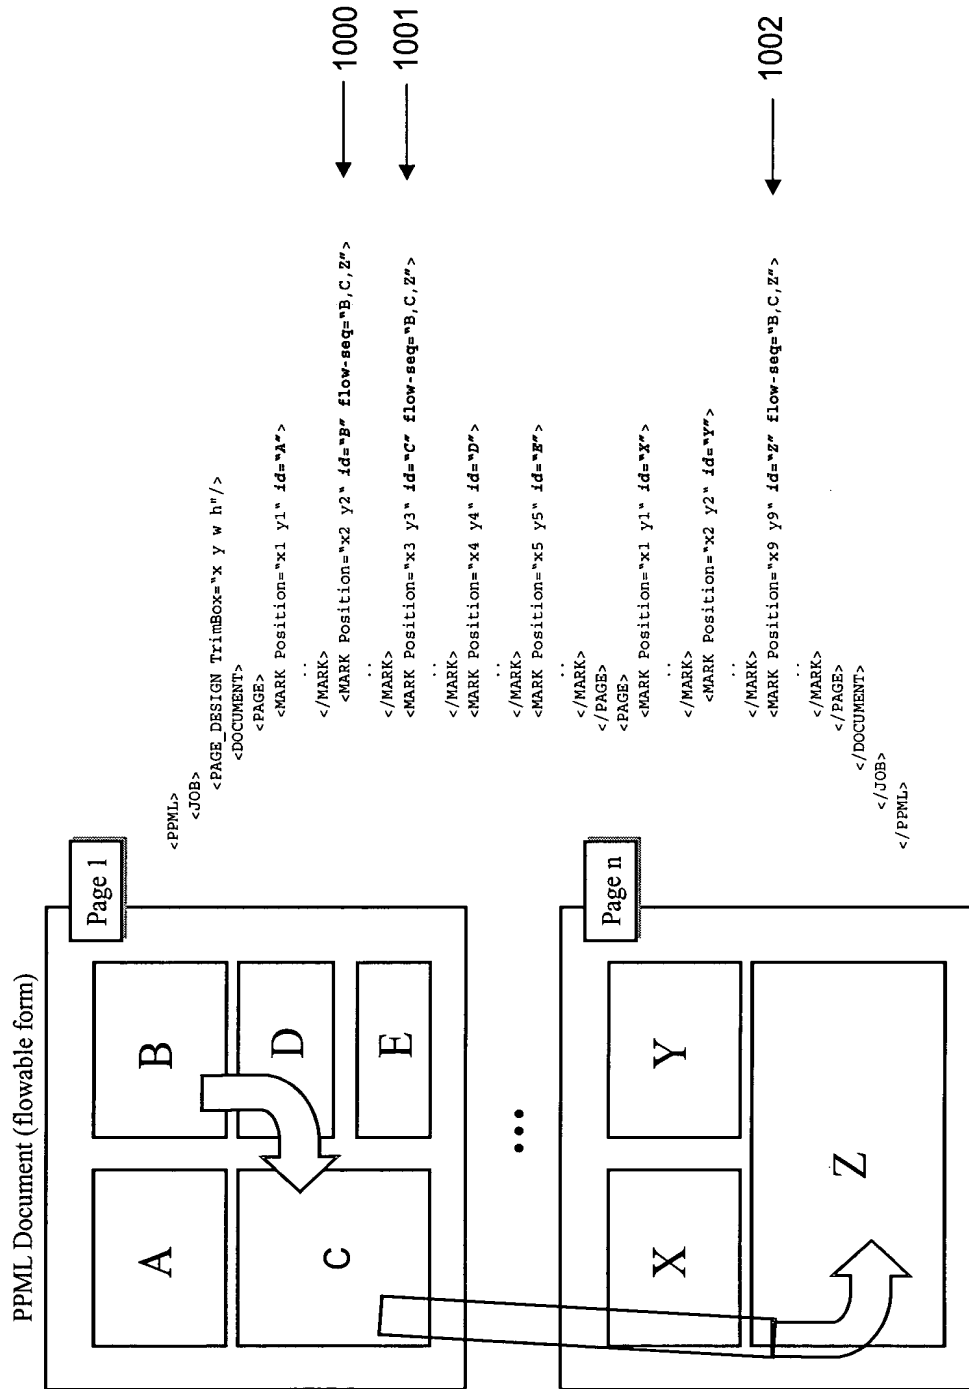 PPML Document (flowable form)
Page 1
A
B
C
D
E
...
Page n
X
Y
Z
<PPML>
<JOB>
<PAGE_DESIGN TrimBox="x y w h"/>
<DOCUMENT>
<PAGE>
<MARK Position="x1 y1" id="A">
..
</MARK>
<MARK Position="x2 y2" id="B" flow-seq="B,C,Z">
1000
..
</MARK>
<MARK Position="x3 y3" id="C" flow-seq="B,C,Z">
1001
..
</MARK>
<MARK Position="x4 y4" id="D">
..
</MARK>
<MARK Position="x5 y5" id="E">
..
</MARK>
</PAGE>
<PAGE>
<MARK Position="x1 y1" id="X">
..
</MARK>
<MARK Position="x2 y2" id="Y">
..
</MARK>
<MARK Position="x9 y9" id="Z" flow-seq="B,C,Z">
1002
..
</MARK>
</PAGE>
</DOCUMENT>
</JOB>
</PPML>